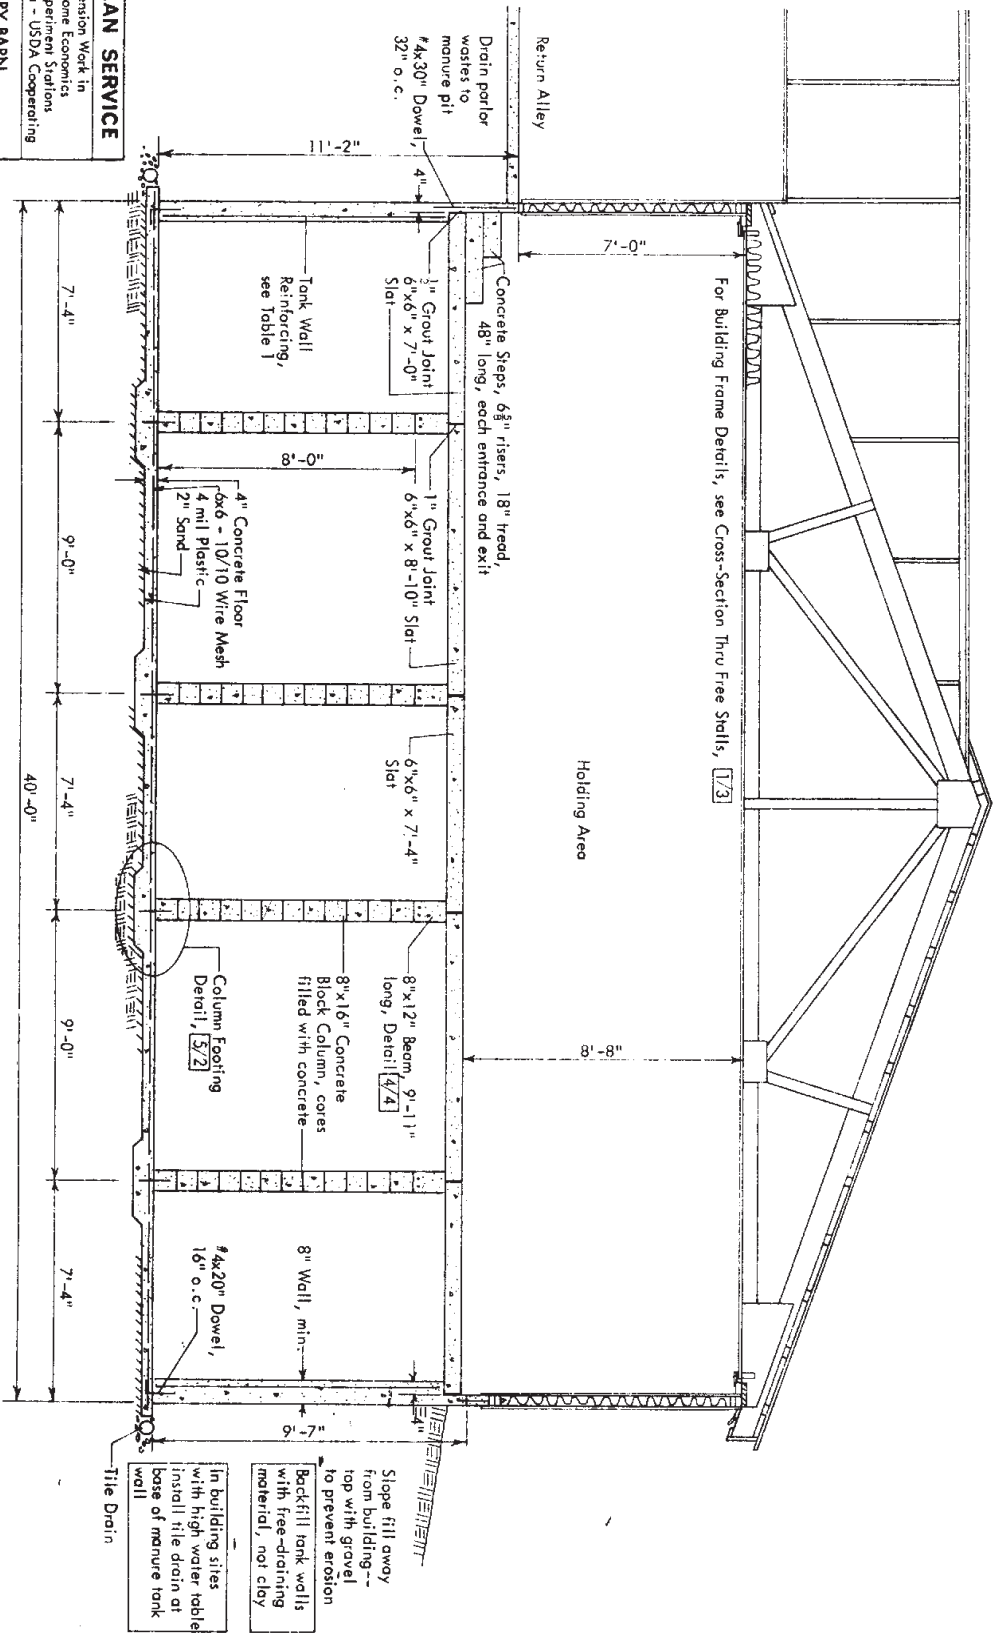 Return Alley
Drain parlor
wastes to
manure pit
#4x30" Dowel,
32" o.c.
11'-2"
4"
7'-0"
For Building Frame Details, see Cross-Section Thru Free Stalls, 1/3
Concrete Steps, 6⅝" risers, 18" tread,
48" long, each entrance and exit
½" Grout Joint
6"x6" x 7'-0"
Slat
Tank Wall
Reinforcing,
see Table 1
1" Grout Joint
6"x6" x 8'-10" Slat
8'-0"
4" Concrete Floor
6x6 - 10/10 Wire Mesh
4 mil Plastic
2" Sand
Holding Area
6"x6" x 7'-4"
Slat
8'-8"
8"x12" Beam, 9'-11"
long, Detail 4/4
8"x16" Concrete
Block Column, cores
filled with concrete
Column Footing
Detail, 5/2
8" Wall, min.
#4x20" Dowel,
16" o.c.
4"
9'-7"
Slope fill away
from building--
top with gravel
to prevent erosion
Backfill tank walls
with free-draining
material, not clay
In building sites
with high water table
install tile drain at
base of manure tank
wall
Tile Drain
7'-4"
9'-0"
7'-4"
9'-0"
7'-4"
40'-0"
AN SERVICE
ension Work in
ome Economics
periment Stations
- USDA Cooperating
RY BARN